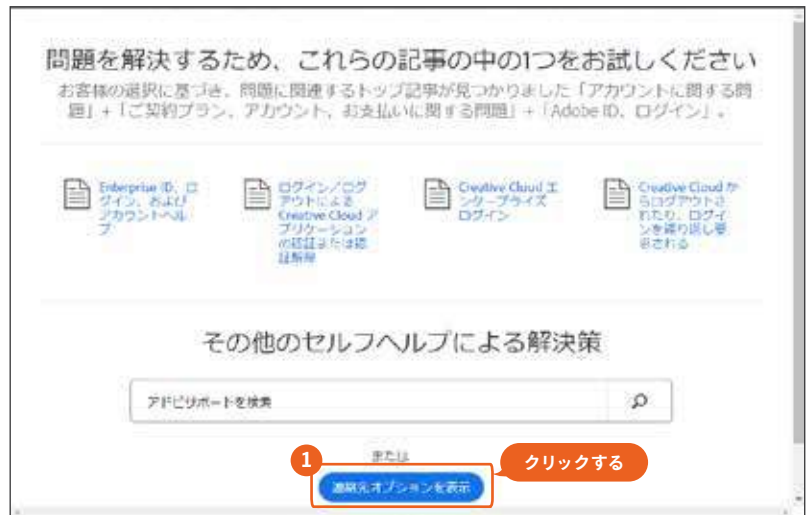 問題を解決するため、これらの記事の中の1つをお試しください
お客様の選択に基づき、問題に関連するトップ記事が見つかりました「アカウントに関する問
題」+「ご契約プラン、アカウント、お支払いに関する問題」+「Adobe ID、ログイン」。
Enterprise ID、ロ
グイン、および
アカウントヘル
プ
ログイン／ログ
アウトによる
Creative Cloud ア
プリケーション
の認証または認
証解除
Creative Cloud エ
ンタープライズ
ログイン
Creative Cloud か
らログアウトさ
れたり、ログイ
ンを繰り返し要
求される
その他のセルフヘルプによる解決策
アドビサポートを検索
または
1
クリックする
連絡先オプションを表示